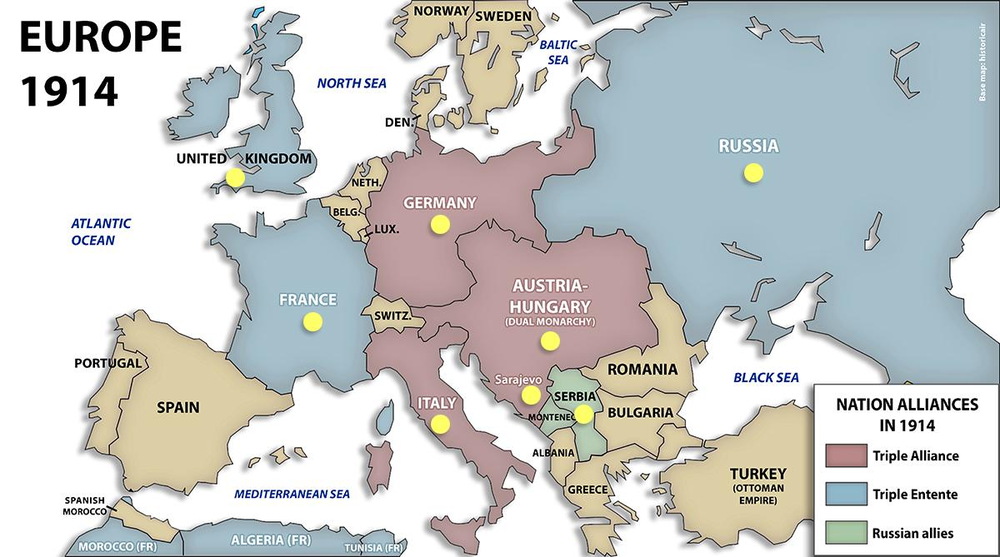 EUROPE
1914
NORWAY
SWEDEN
BALTIC
SEA
NORTH SEA
Base map: historicair
DEN.
RUSSIA
UNITED KINGDOM
NETH.
GERMANY
BELG.
LUX.
ATLANTIC
OCEAN
AUSTRIA-
HUNGARY
(DUAL MONARCHY)
FRANCE
SWITZ.
PORTUGAL
ROMANIA
BLACK SEA
Sarajevo
SERBIA
SPAIN
ITALY
MONTENEG
BULGARIA
ALBANIA
GREECE
TURKEY
(OTTOMAN
EMPIRE)
MEDITERRANEAN SEA
SPANISH
MOROCCO
MOROCCO (FR)
ALGERIA (FR)
TUNISIA (FR)
NATION ALLIANCES
IN 1914
Triple Alliance
Triple Entente
Russian allies